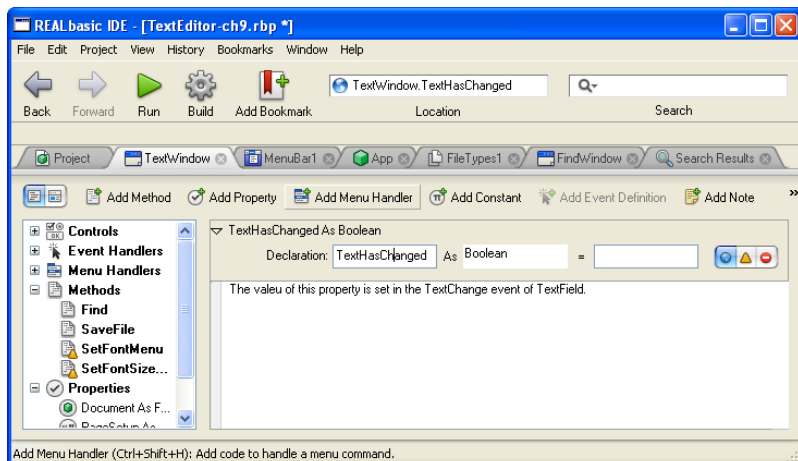 REALbasic IDE - [TextEditor-ch9.rbp *]
File Edit Project View History Bookmarks Window Help
TextWindow.TextHasChanged
Back Forward Run Build Add Bookmark Location Search
Project TextWindow MenuBar1 App FileTypes1 FindWindow Search Results
Add Method Add Property Add Menu Handler Add Constant Add Event Definition Add Note »
Controls
Event Handlers
Menu Handlers
Methods
Find
SaveFile
SetFontMenu
SetFontSize...
Properties
Document As F...
TextHasChanged As Boolean
Declaration: TextHasChanged As Boolean =
The valeu of this property is set in the TextChange event of TextField.
Add Menu Handler (Ctrl+Shift+H): Add code to handle a menu command.